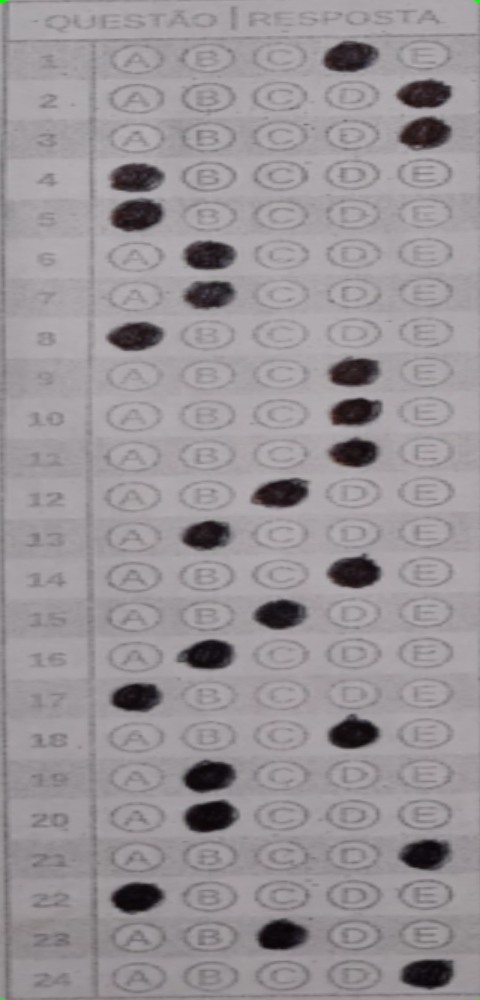 QUESTÃO | RESPOSTA
1 A B C E
2 A B C D
3 A B C D
4 B C D E
5 B C D E
6 A C D E
7 A C D E
8 B C D E
9 A B C E
10 A B C E
11 A B C E
12 A B D E
13 A C D E
14 A B C E
15 A B D E
16 A C D E
17 B C D E
18 A B C E
19 A C D E
20 A C D E
21 A B C D
22 B C D E
23 A B D E
24 A B C D